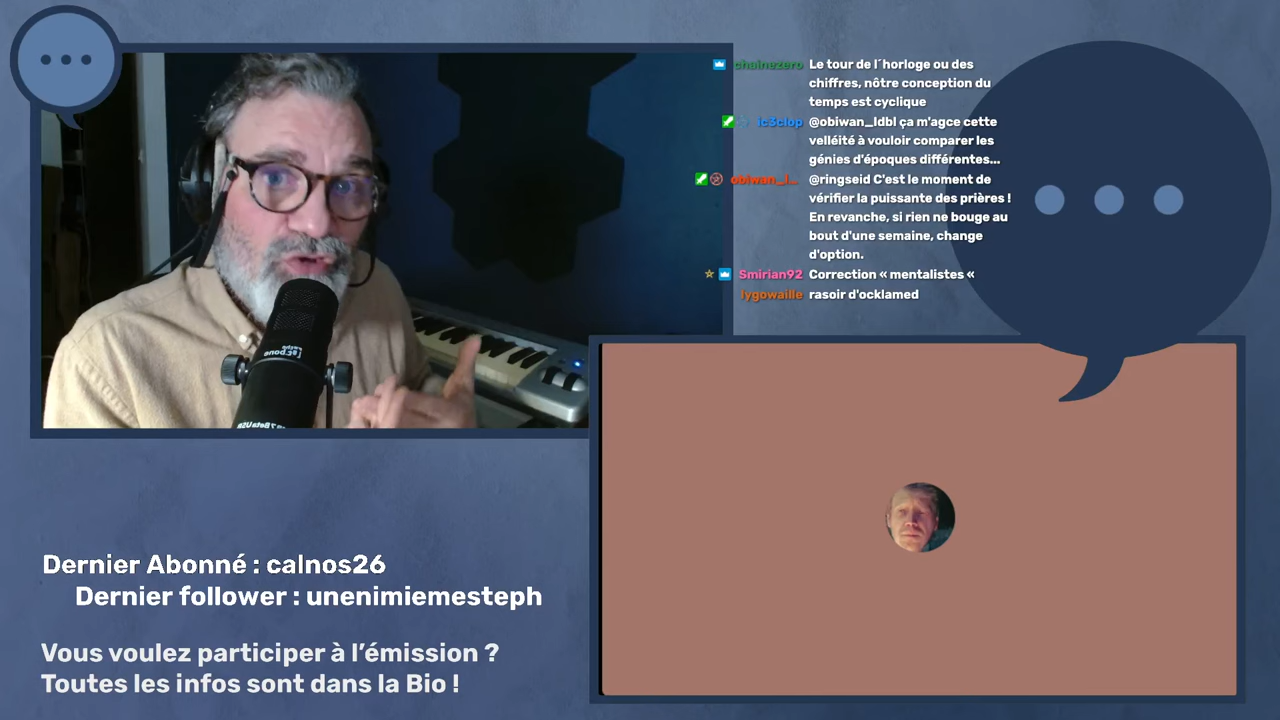 chainezero Le tour de l´horloge ou des
chiffres, nôtre conception du
temps est cyclique
ic3clop @obiwan_ldbl ça m'agce cette
velléité à vouloir comparer les
génies d'époques différentes...
obiwan_l... @ringseid C'est le moment de
vérifier la puissante des prières !
En revanche, si rien ne bouge au
bout d'une semaine, change
d'option.
Smirian92 Correction « mentalistes «
lygowaille rasoir d'ocklamed
Dernier Abonné : calnos26
Dernier follower : unenimiemesteph
Vous voulez participer à l’émission ?
Toutes les infos sont dans la Bio !